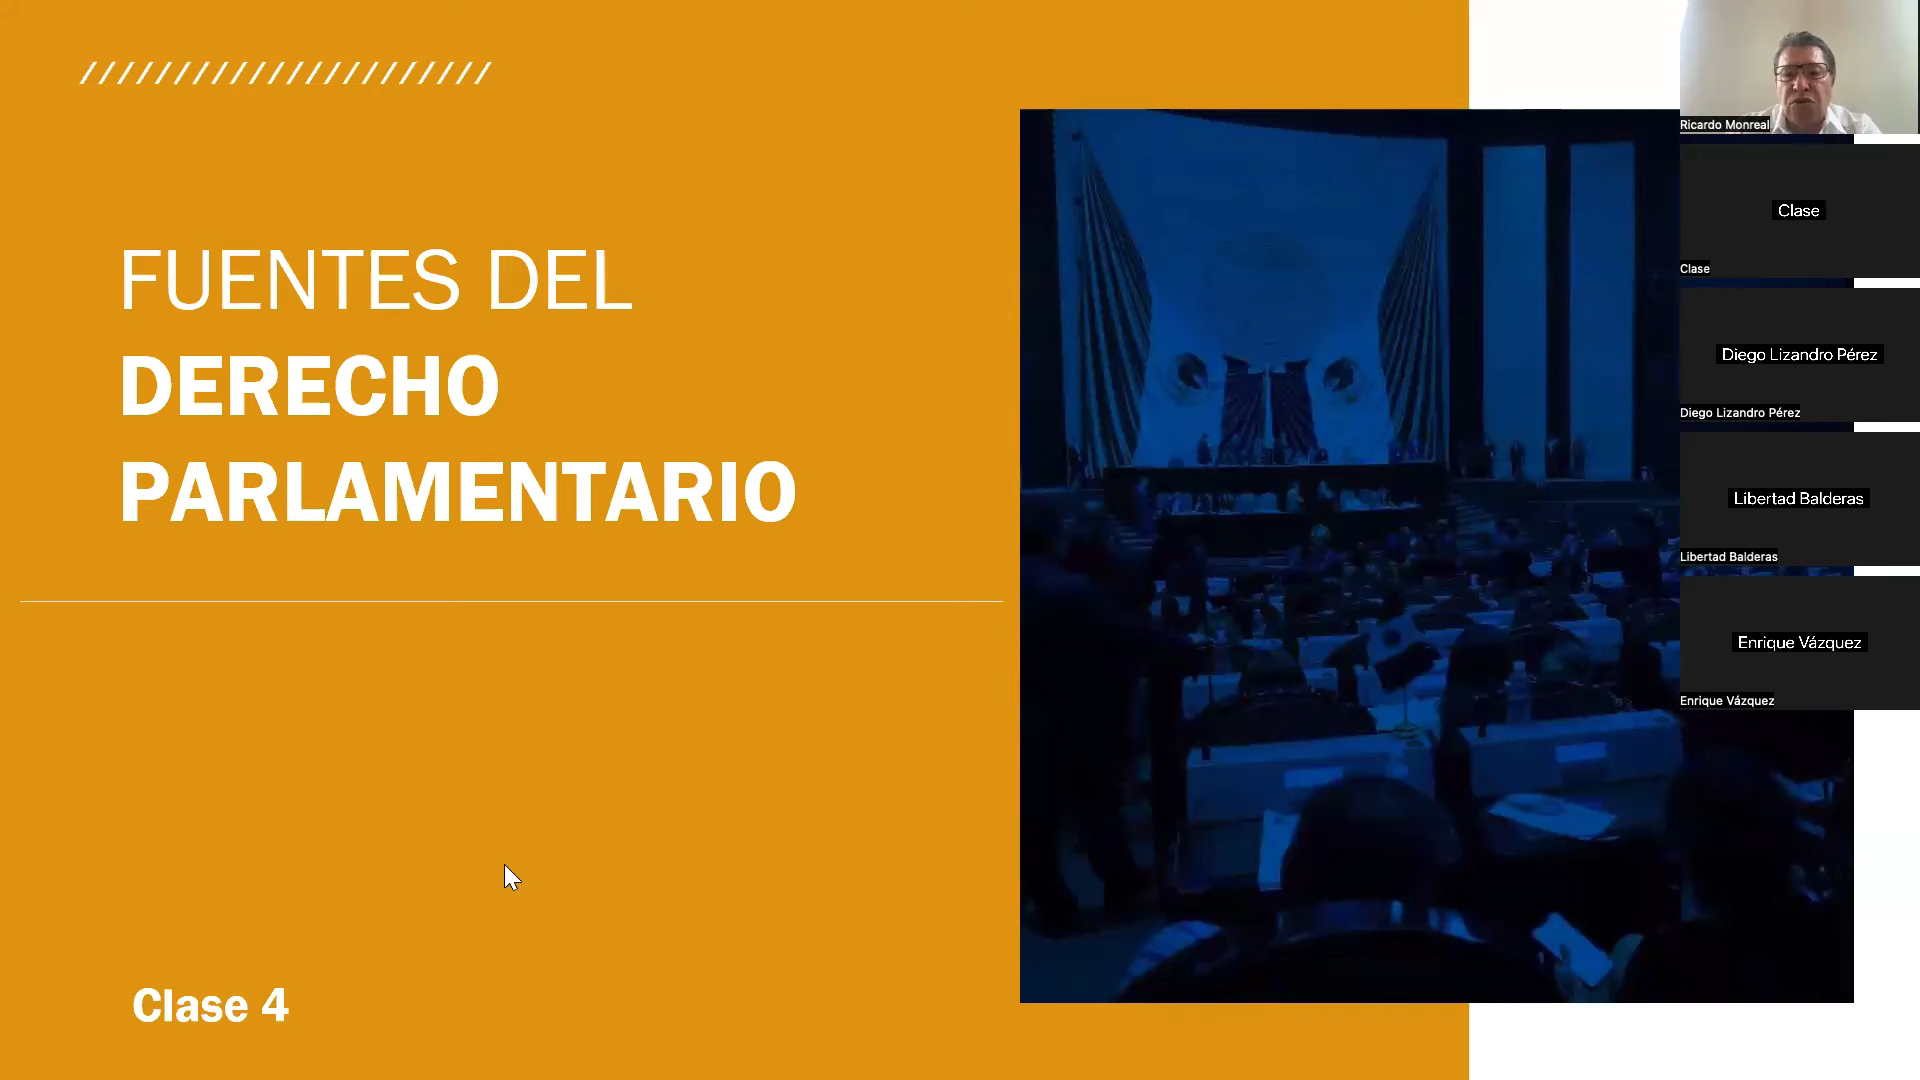 FUENTES DEL
DERECHO
PARLAMENTARIO
Clase 4
Ricardo Monreal
Clase
Clase
Diego Lizandro Pérez
Diego Lizandro Pérez
Libertad Balderas
Libertad Balderas
Enrique Vázquez
Enrique Vázquez